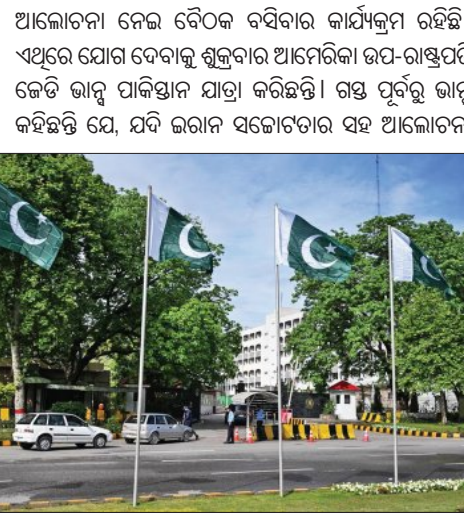 ଆଲୋଚନା ନେଇ ବୈଠକ ବସିବାର କାର୍ଯ୍ୟକ୍ରମ ରହିଛି
ଏଥିରେ ଯୋଗ ଦେବାକୁ ଶୁକ୍ରବାର ଆମେରିକା ଉପ-ରାଷ୍ଟ୍ରପତି
ଜେଡି ଭାନ୍ସ ପାକିସ୍ତାନ ଯାତ୍ରା କରିଛନ୍ତି। ଗସ୍ତ ପୂର୍ବରୁ ଭାନ୍ସ
କହିଛନ୍ତି ଯେ, ଯଦି ଇରାନ ସଚ୍ଚୋଟତାର ସହ ଆଲୋଚନା